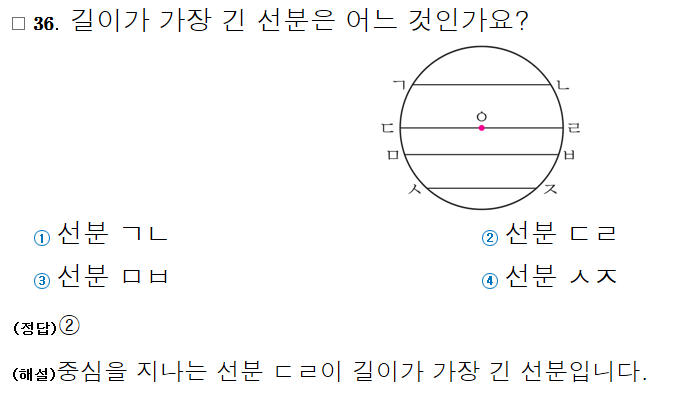 □ 36. 길이가 가장 긴 선분은 어느 것인가요?
ㄱ ㄴ
ㅇ
ㄷ ㄹ
ㅁ ㅂ
ㅅ ㅈ
① 선분 ㄱㄴ ② 선분 ㄷㄹ
③ 선분 ㅁㅂ ④ 선분 ㅅㅈ
(정답)②
(해설)중심을 지나는 선분 ㄷㄹ이 길이가 가장 긴 선분입니다.